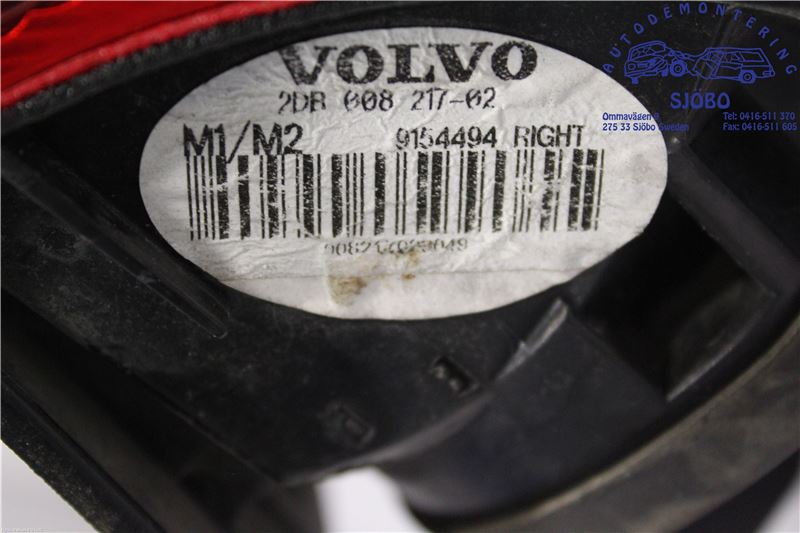 VOLVO
2DR 008 217-02
M1/M2 9154494 RIGHT
AUTODEMONTERING
SJÖBO
Ommavägen
275 33 Sjöbo Sweden
Tel: 0416-511 370
Fax: 0416-511 605